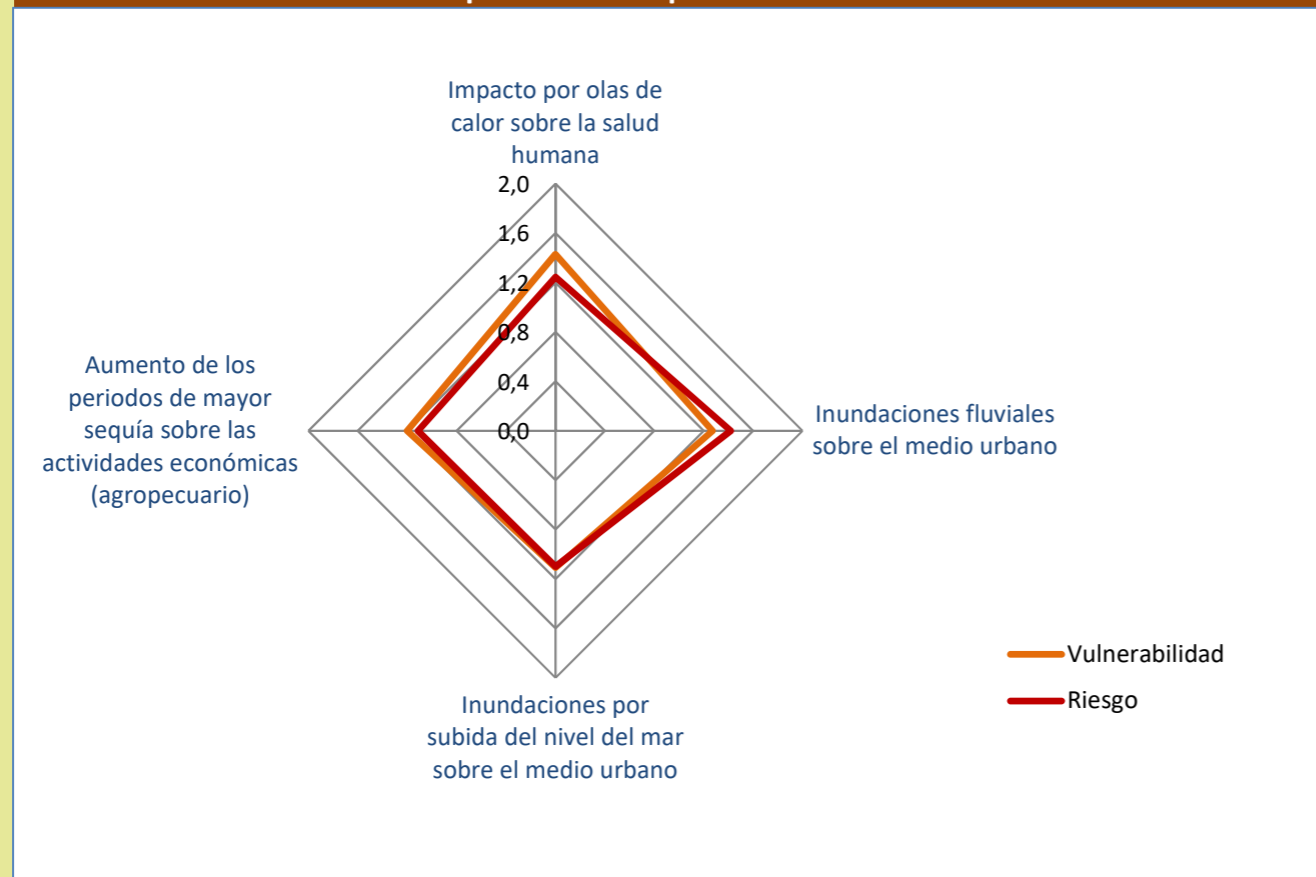 Impacto por olas de
calor sobre la salud
humana
2,0
1,6
1,2
0,8
0,4
0,0
Inundaciones fluviales
sobre el medio urbano
Aumento de los
periodos de mayor
sequía sobre las
actividades económicas
(agropecuario)
Inundaciones por
subida del nivel del mar
sobre el medio urbano
Vulnerabilidad
Riesgo